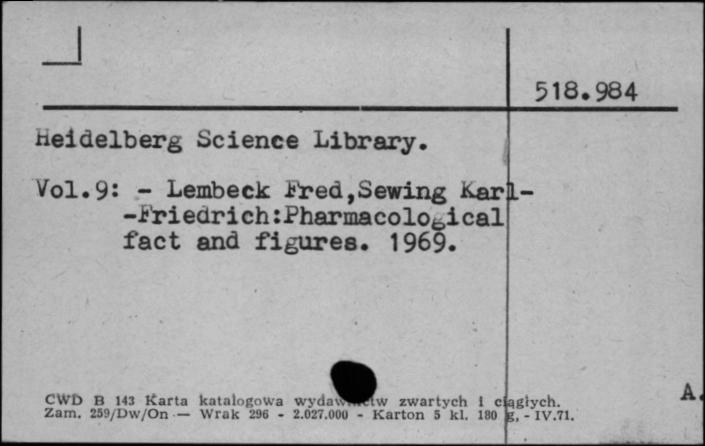 518.984
Heidelberg Science Library.
Vol.9: - Lembeck Fred,Sewing Karl-
-Friedrich:Pharmacological
fact and figures. 1969.
CWD B 143 Karta katalogowa wydawnictw zwartych i ciągłych.
A.
Zam. 259/Dw/On — Wrak 296 - 2.027.000 - Karton 5 kl. 180 g, - IV.71.